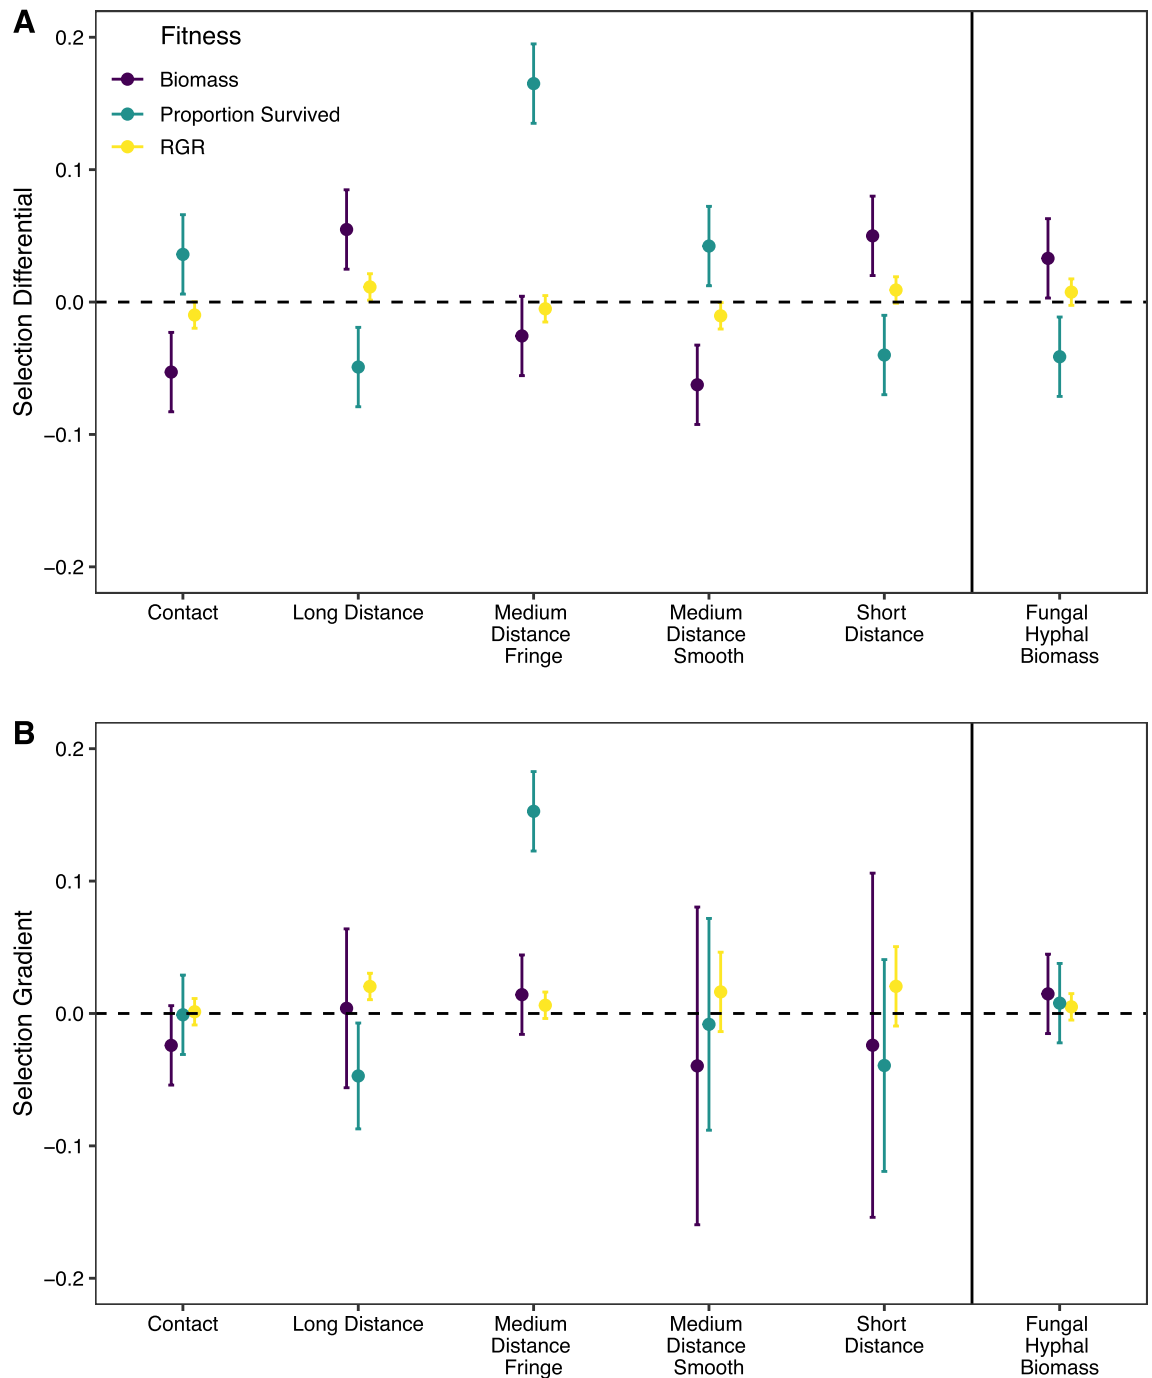 A
Fitness
Biomass
Proportion Survived
RGR
Selection Differential
0.2
0.1
0.0
−0.1
−0.2
Contact
Long Distance
Medium
Distance
Fringe
Medium
Distance
Smooth
Short
Distance
Fungal
Hyphal
Biomass
B
Selection Gradient
0.2
0.1
0.0
−0.1
−0.2
Contact
Long Distance
Medium
Distance
Fringe
Medium
Distance
Smooth
Short
Distance
Fungal
Hyphal
Biomass